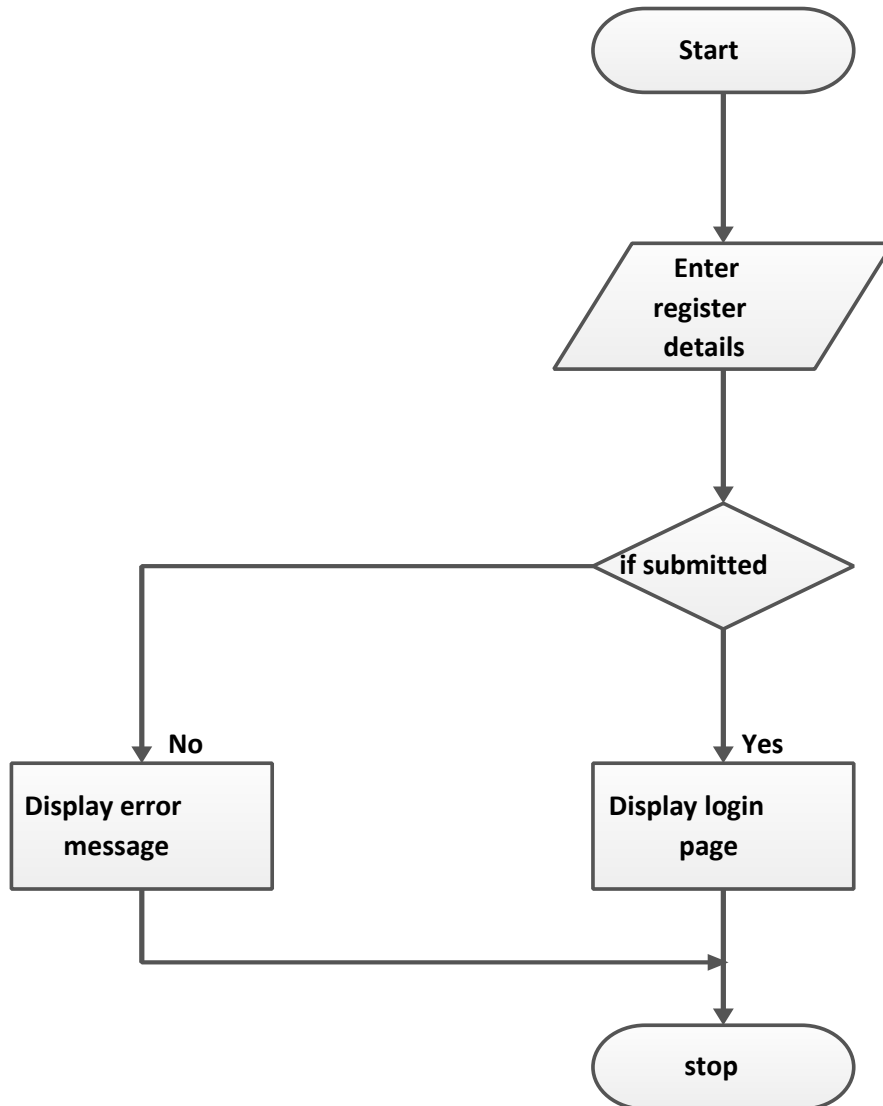 Start
Enter
register
details
if submitted
No
Yes
Display error
message
Display login
page
stop